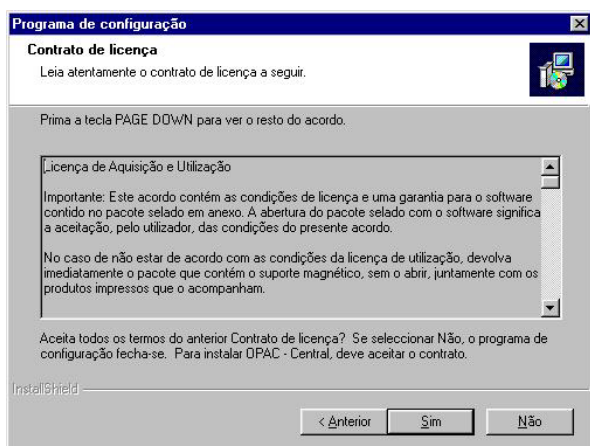 Programa de configuração
Contrato de licença
Leia atentamente o contrato de licença a seguir.
Prima a tecla PAGE DOWN para ver o resto do acordo.
Licença de Aquisição e Utilização
Importante: Este acordo contém as condições de licença e uma garantia para o software
contido no pacote selado em anexo. A abertura do pacote selado com o software significa
a aceitação, pelo utilizador, das condições do presente acordo.
No caso de não estar de acordo com as condições da licença de utilização, devolva
imediatamente o pacote que contém o suporte magnético, sem o abrir, juntamente com os
produtos impressos que o acompanham.
Aceita todos os termos do anterior Contrato de licença? Se seleccionar Não, o programa de
configuração fecha-se. Para instalar OPAC - Central, deve aceitar o contrato.
InstallShield
< Anterior
Sim
Não